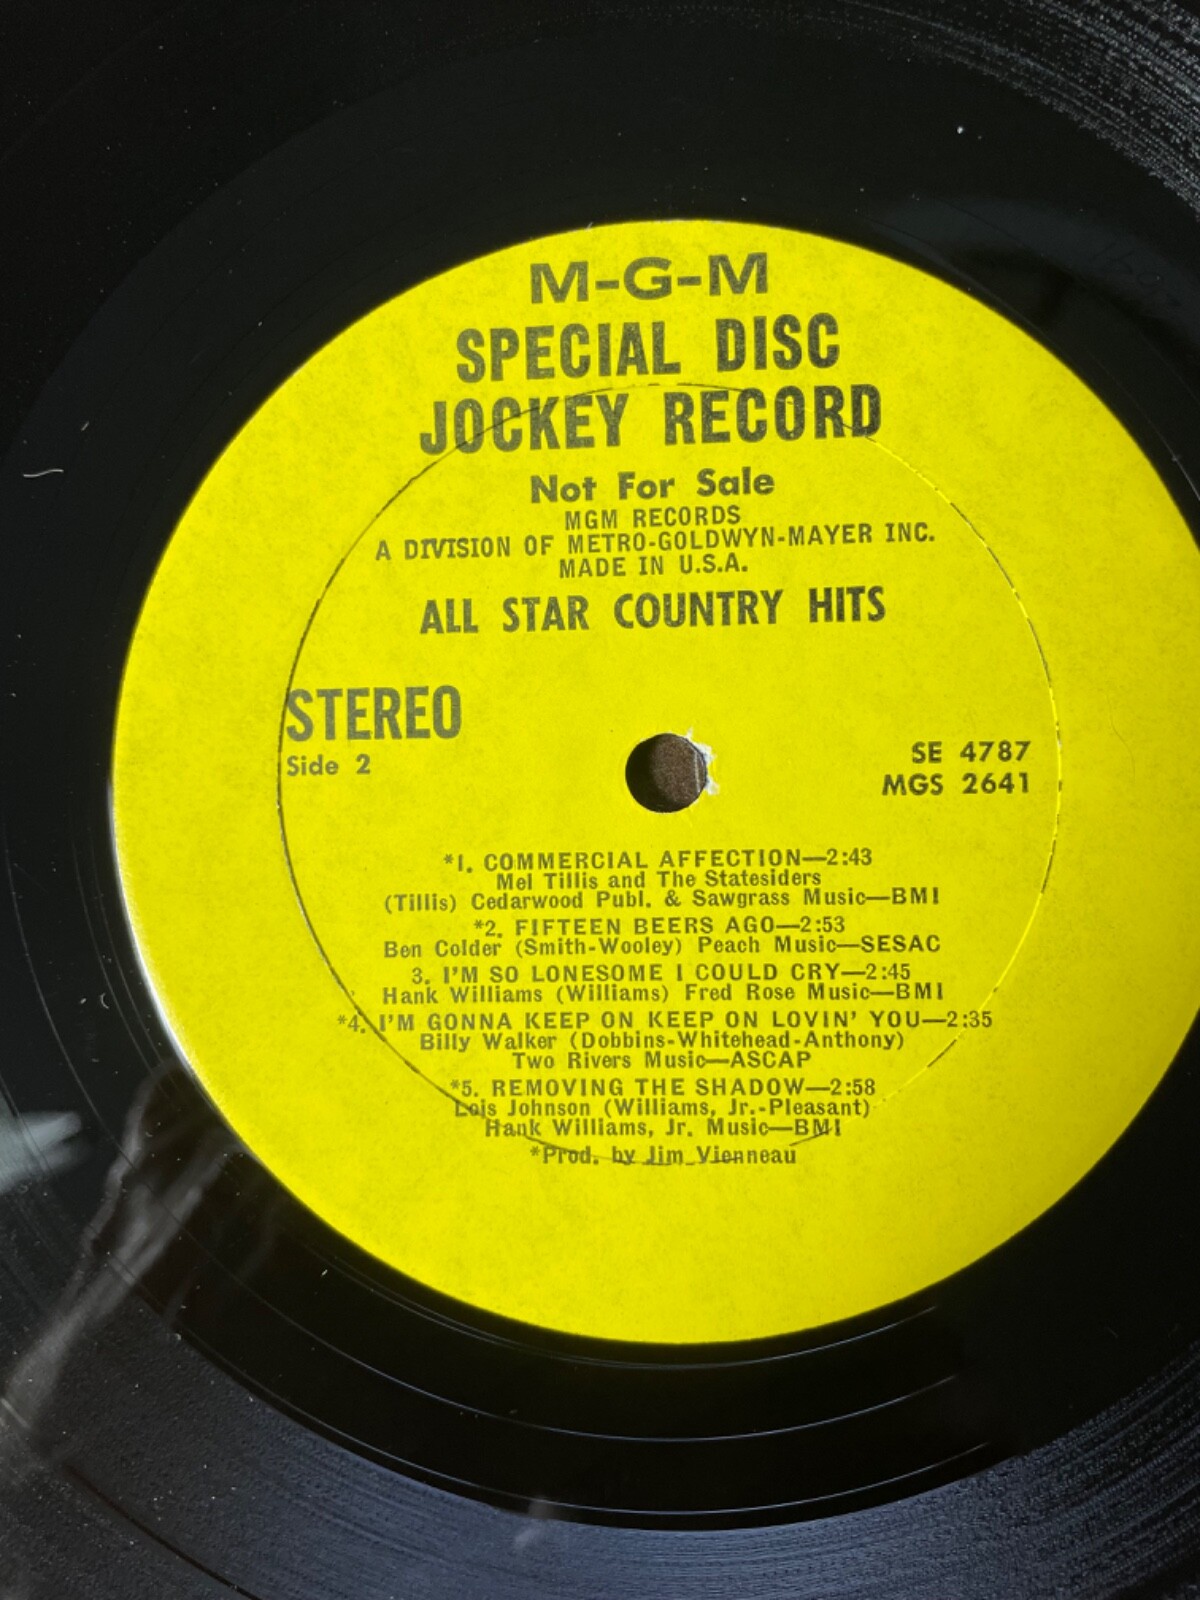 M-G-M
SPECIAL DISC
JOCKEY RECORD
Not For Sale
MGM RECORDS
A DIVISION OF METRO-GOLDWYN-MAYER INC.
MADE IN U.S.A.
ALL STAR COUNTRY HITS
STEREO
Side 2
SE 4787
MGS 2641
*1. COMMERCIAL AFFECTION—2:43
Mel Tillis and The Statesiders
(Tillis) Cedarwood Publ. & Sawgrass Music—BMI
*2. FIFTEEN BEERS AGO—2:53
Ben Colder (Smith-Wooley) Peach Music—SESAC
3. I'M SO LONESOME I COULD CRY—2:45
Hank Williams (Williams) Fred Rose Music—BMI
*4. I'M GONNA KEEP ON KEEP ON LOVIN' YOU—2:35
Billy Walker (Dobbins-Whitehead-Anthony)
Two Rivers Music—ASCAP
*5. REMOVING THE SHADOW—2:58
Lois Johnson (Williams, Jr.-Pleasant)
Hank Williams, Jr. Music—BMI
*Prod. by Jim Vienneau